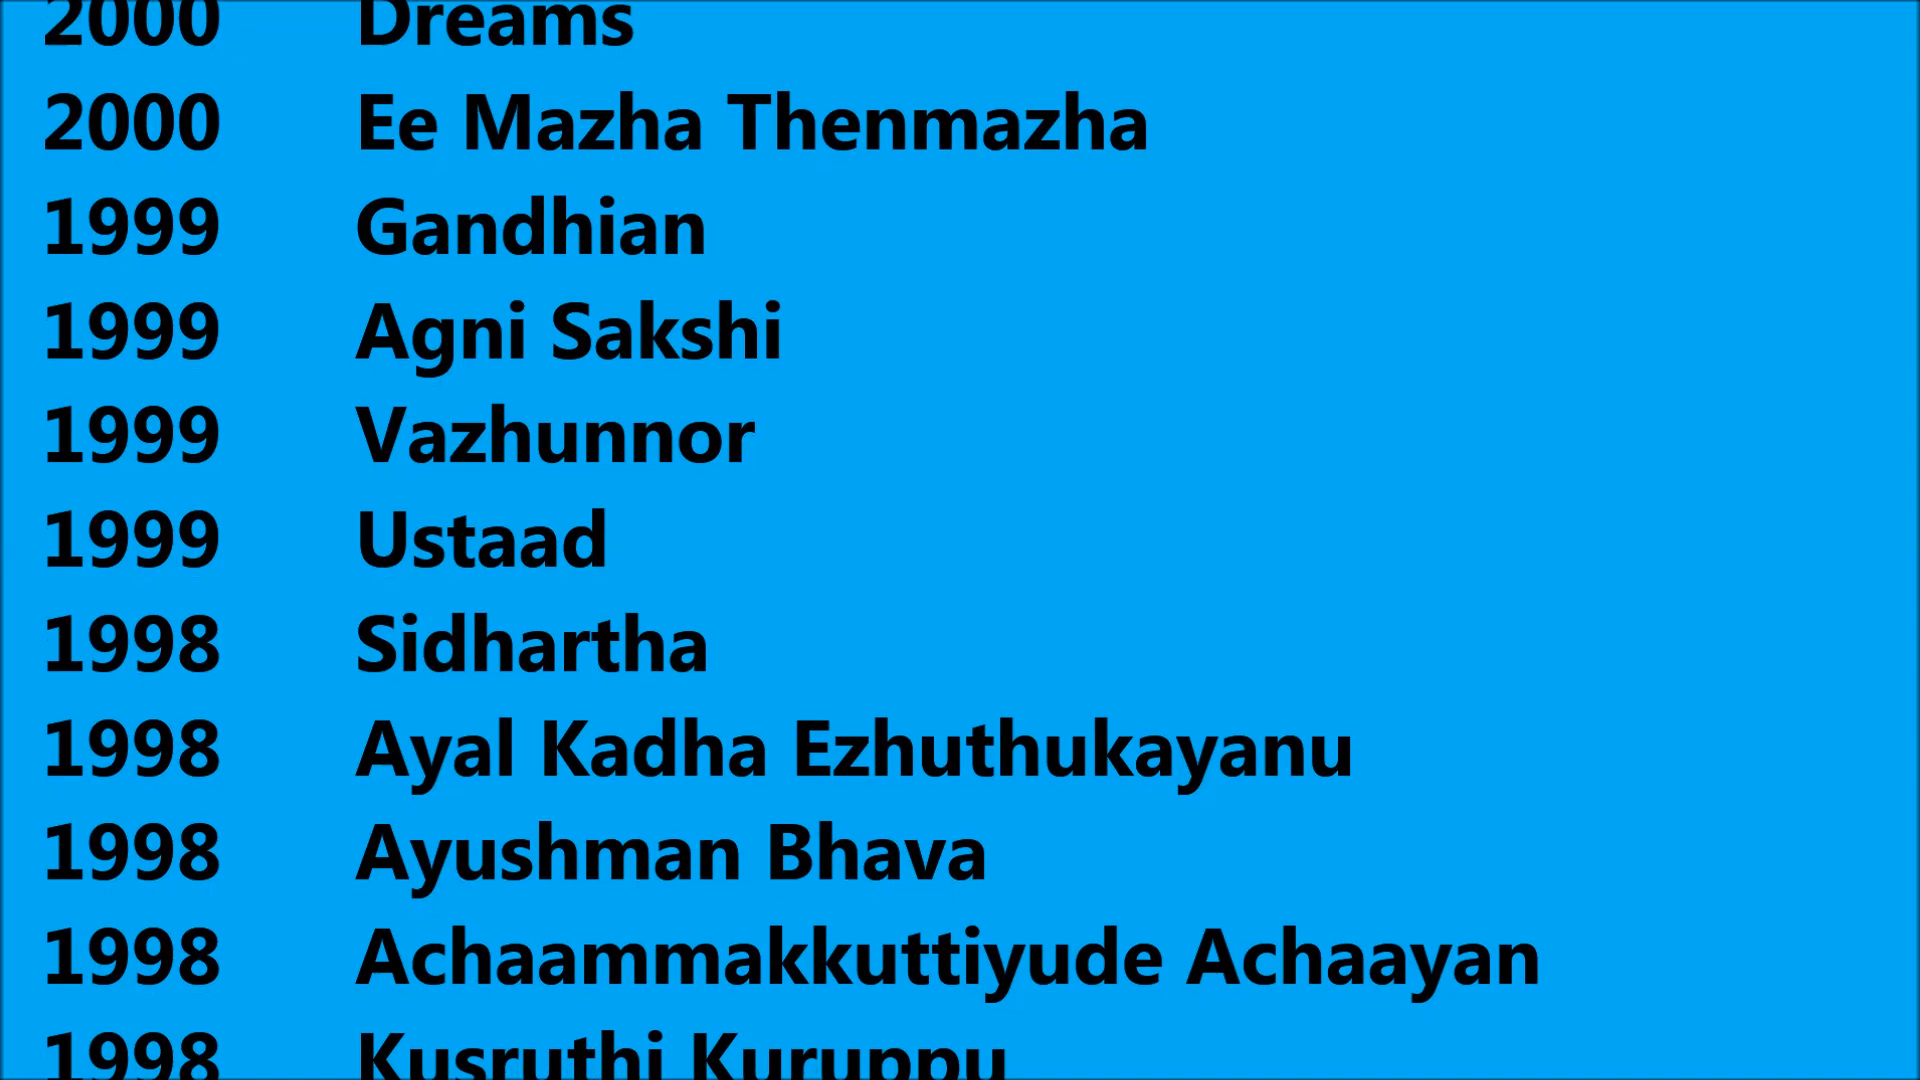 2000 Dreams
2000 Ee Mazha Thenmazha
1999 Gandhian
1999 Agni Sakshi
1999 Vazhunnor
1999 Ustaad
1998 Sidhartha
1998 Ayal Kadha Ezhuthukayanu
1998 Ayushman Bhava
1998 Achaammakkuttiyude Achaayan
1998 Kusruthi Kuruppu